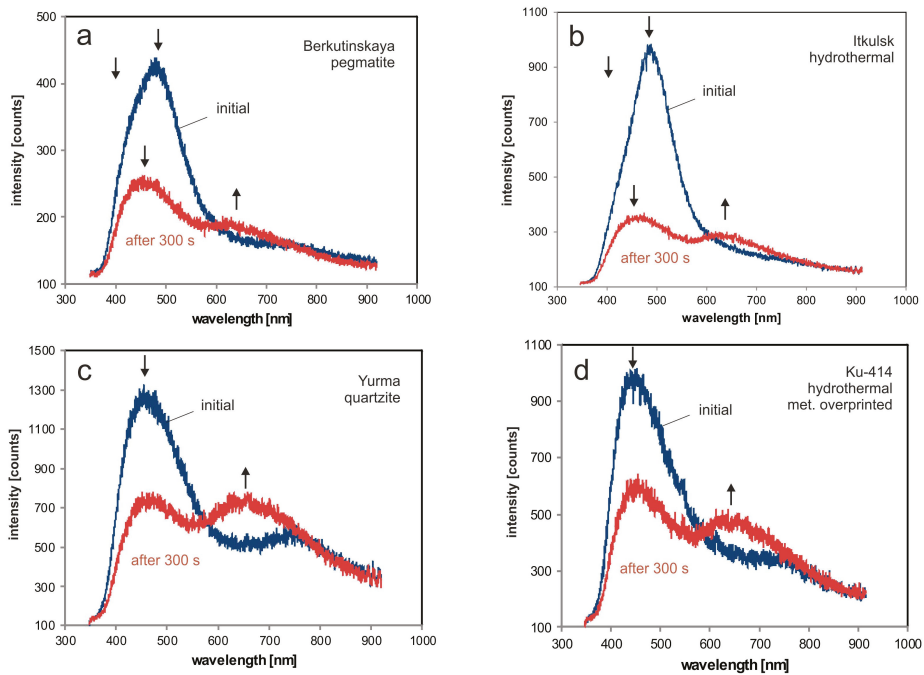 a
Berkutinskaya
pegmatite
initial
after 300 s
intensity [counts]
500
400
300
200
100
300 400 500 600 700 800 900 1000
wavelength [nm]
b
Itkulsk
hydrothermal
initial
after 300 s
intensity [counts]
1100
900
700
500
300
100
300 400 500 600 700 800 900 1000
wavelength [nm]
c
Yurma
quartzite
initial
after 300 s
intensity [counts]
1500
1300
1100
900
700
500
300
100
300 400 500 600 700 800 900 1000
wavelength [nm]
d
Ku-414
hydrothermal
met. overprinted
initial
after 300 s
intensity [counts]
1100
900
700
500
300
100
300 400 500 600 700 800 900 1000
wavelength [nm]